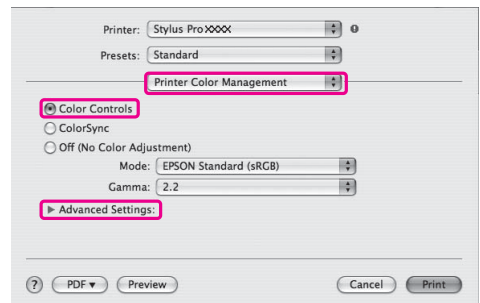 Printer: Stylus Pro XXXX
Presets: Standard
Printer Color Management
Color Controls
ColorSync
Off (No Color Adjustment)
Mode: EPSON Standard (sRGB)
Gamma: 2.2
Advanced Settings:
? PDF Preview Cancel Print